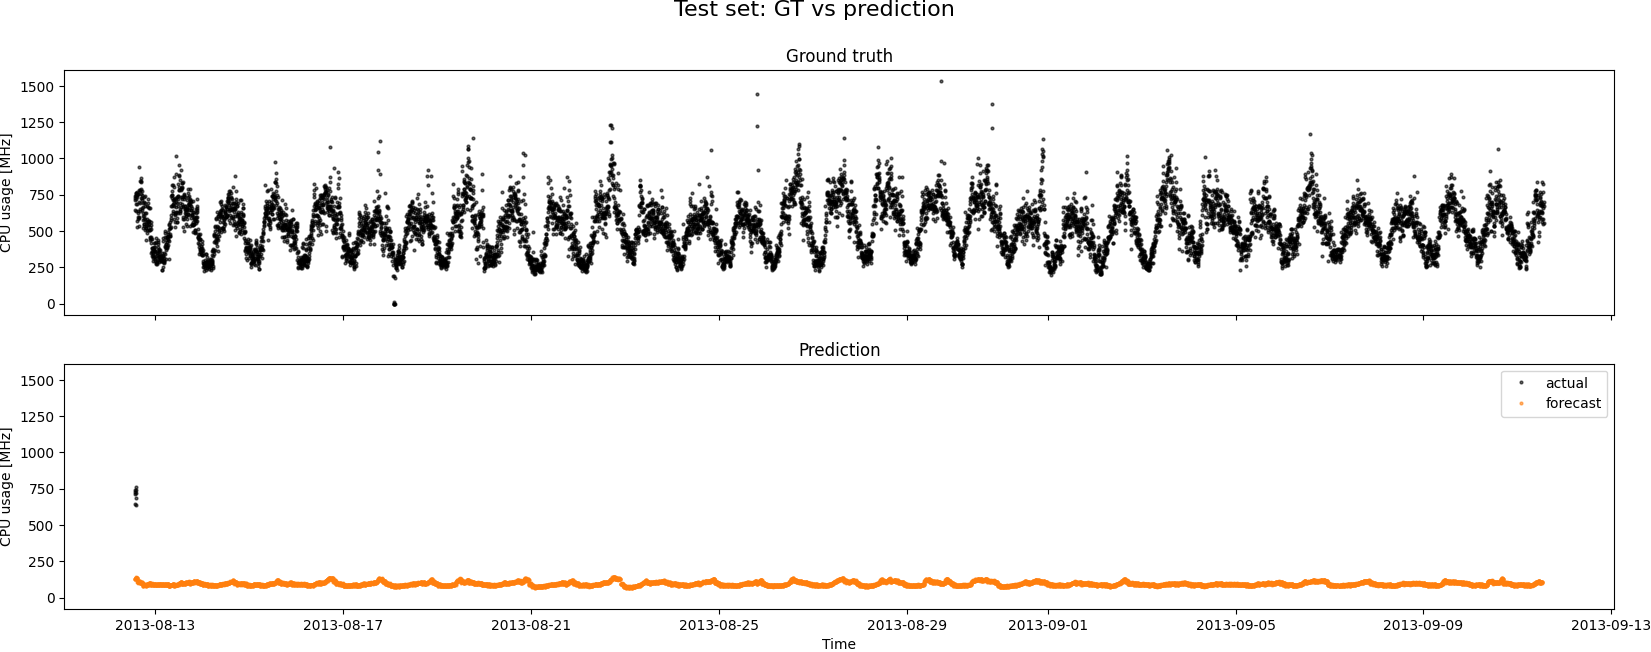 Test set: GT vs prediction
Ground truth
CPU usage [MHz]
1500
1250
1000
750
500
250
0
Prediction
CPU usage [MHz]
1500
1250
1000
750
500
250
0
actual
forecast
2013-08-13 2013-08-17 2013-08-21 2013-08-25 2013-08-29 2013-09-01 2013-09-05 2013-09-09 2013-09-13
Time